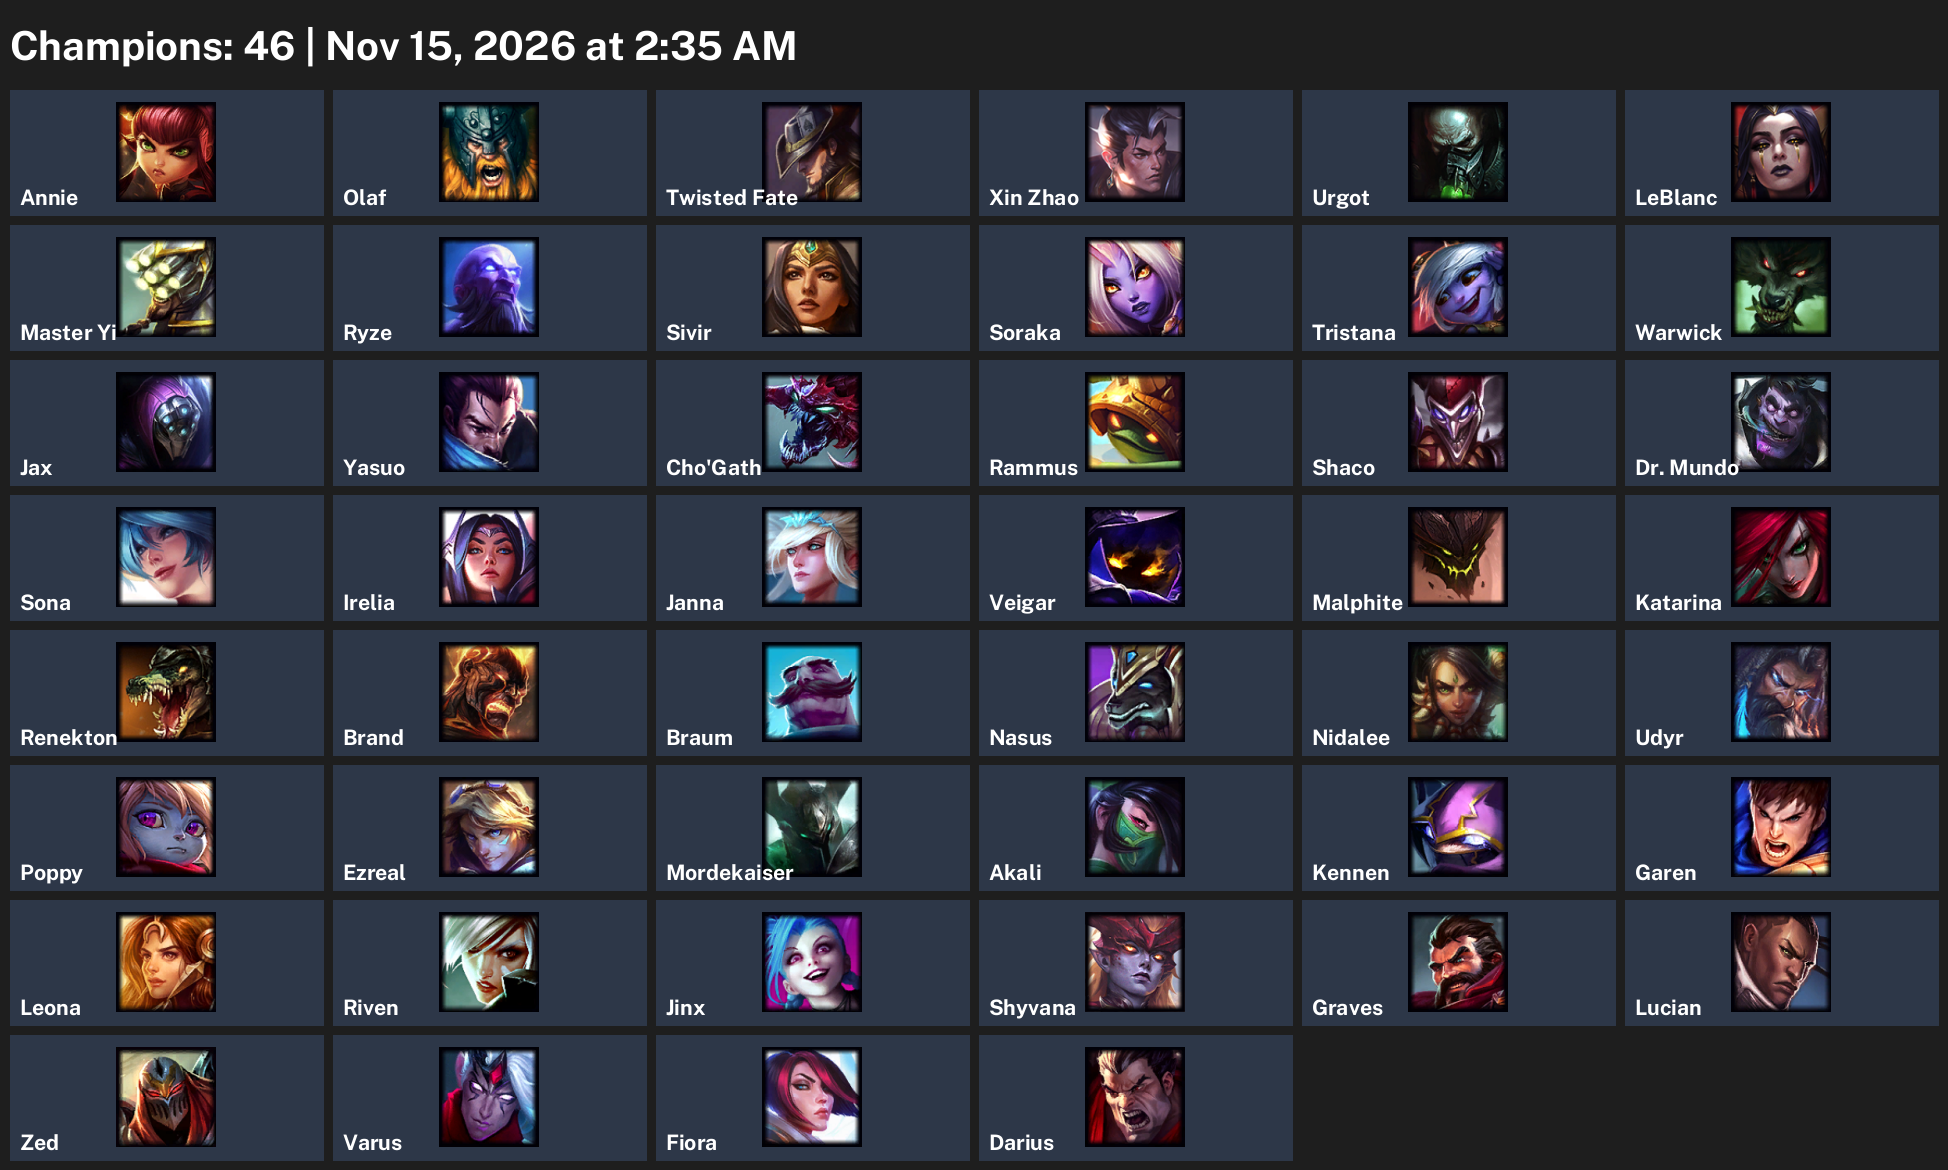 Champions: 46 | Nov 15, 2026 at 2:35 AM
Annie
Olaf
Twisted Fate
Xin Zhao
Urgot
LeBlanc
Master Yi
Ryze
Sivir
Soraka
Tristana
Warwick
Jax
Yasuo
Cho'Gath
Rammus
Shaco
Dr. Mundo
Sona
Irelia
Janna
Veigar
Malphite
Katarina
Renekton
Brand
Braum
Nasus
Nidalee
Udyr
Poppy
Ezreal
Mordekaiser
Akali
Kennen
Garen
Leona
Riven
Jinx
Shyvana
Graves
Lucian
Zed
Varus
Fiora
Darius